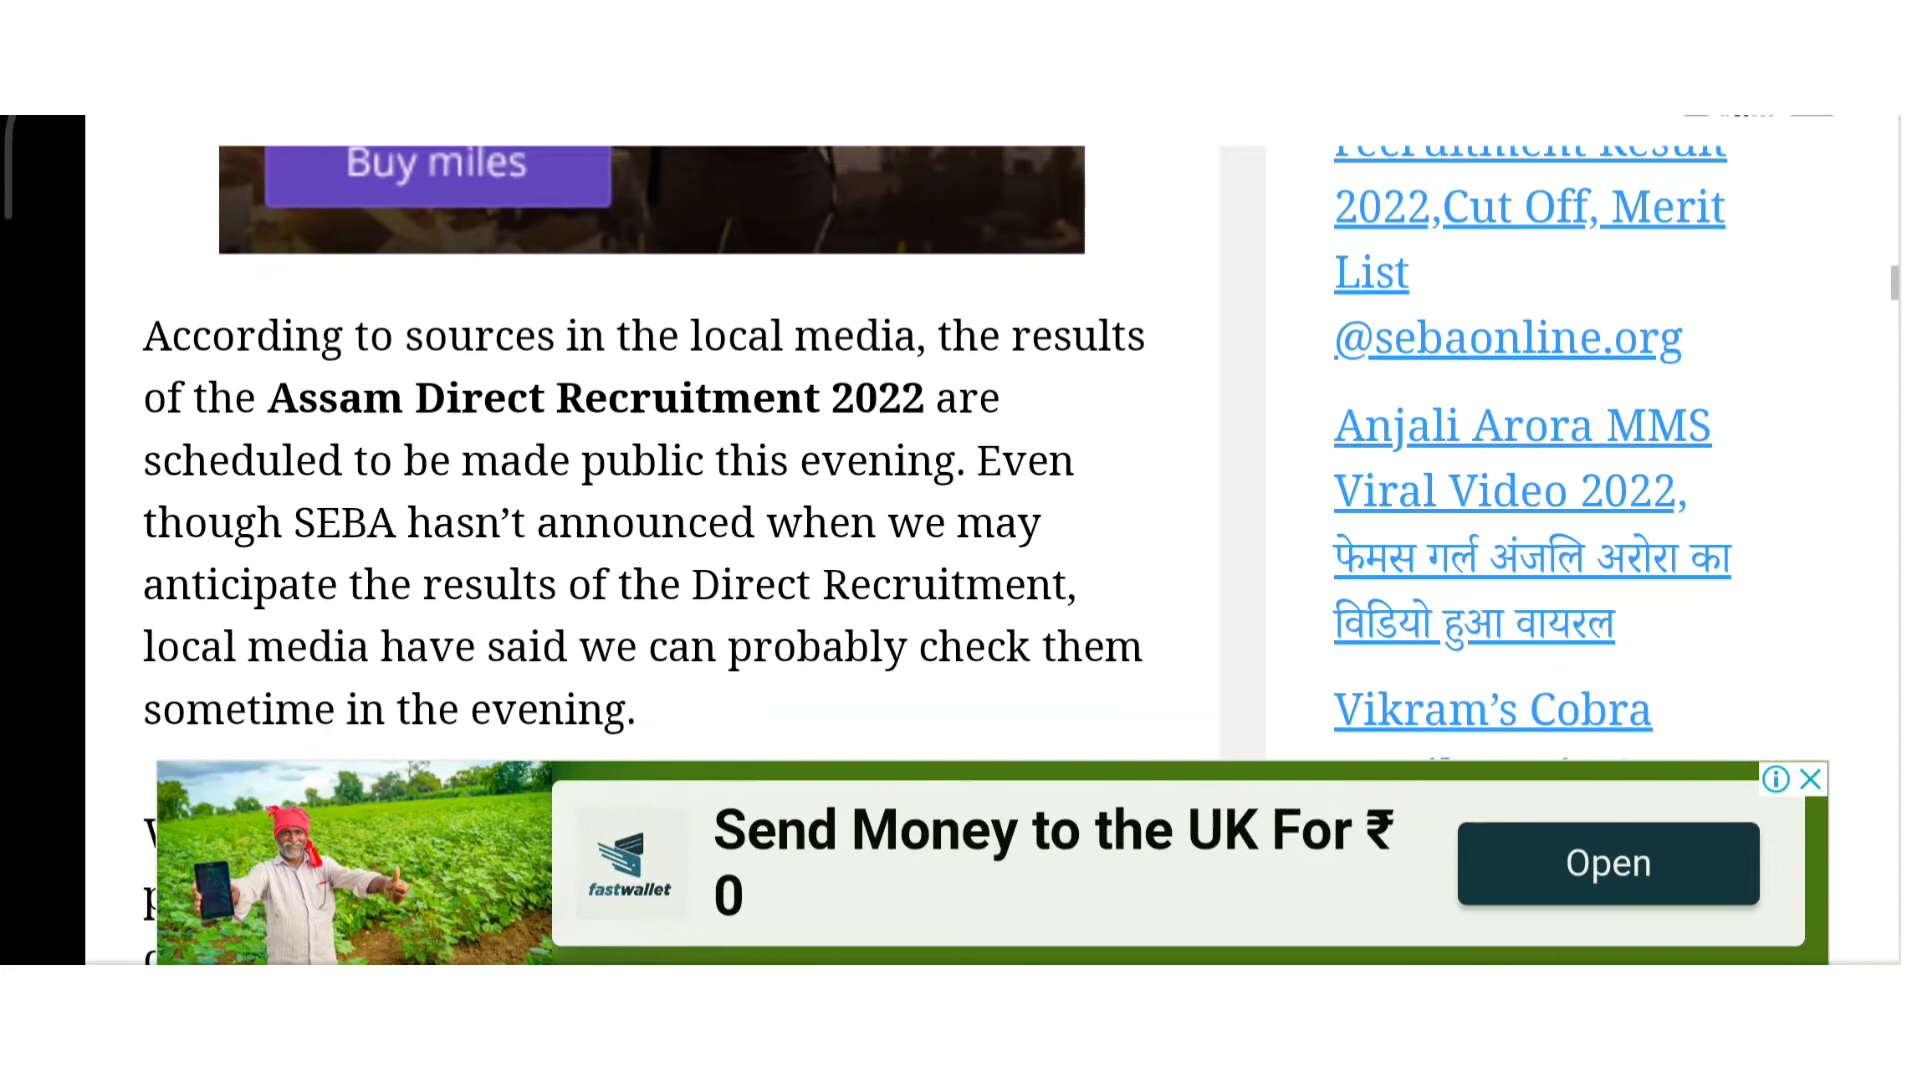 Buy miles
According to sources in the local media, the results
of the Assam Direct Recruitment 2022 are
scheduled to be made public this evening. Even
though SEBA hasn’t announced when we may
anticipate the results of the Direct Recruitment,
local media have said we can probably check them
sometime in the evening.
recruitment Result
2022,Cut Off, Merit
List
@sebaonline.org
Anjali Arora MMS
Viral Video 2022,
फेमस गर्ल अंजलि अरोरा का
विडियो हुआ वायरल
Vikram’s Cobra
fastwallet
Send Money to the UK For ₹
0
Open